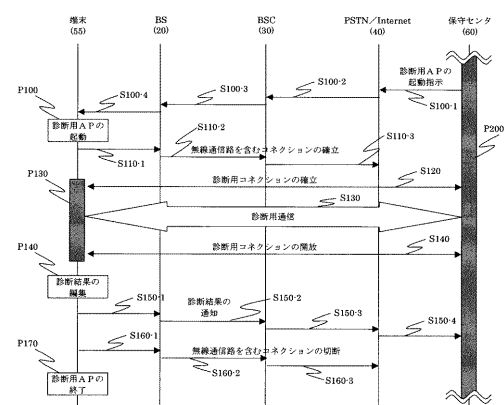 端末 BS BSC PSTN／Internet 保守センタ
(55) (20) (30) (40) (60)
診断用APの
起動指示
P100
S100-4
S100-3
S100-2
S100-1
診断用APの
起動
S110-2
S110-3
P200
無線通信路を含むコネクションの確立
S110-1
P130
S120
診断用コネクションの確立
S130
診断用通信
P140
S140
診断用コネクションの開放
診断結果の
編集
S150-1
診断結果の
通知
S150-2
S150-3
S150-4
S160-1
P170
無線通信路を含むコネクションの切断
診断用APの
終了
S160-2
S160-3